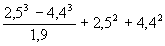 2,5³ − 4,4³
1,9
+ 2,5² + 4,4²